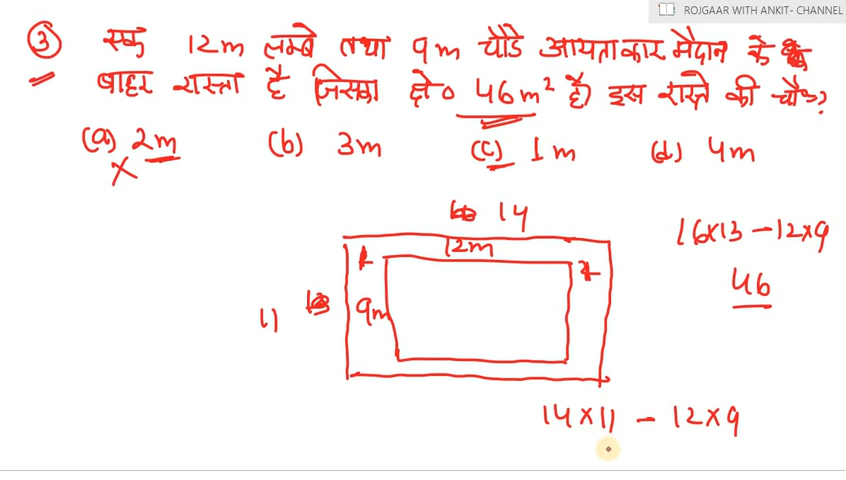 ROJGAAR WITH ANKIT- CHANNEL
③ एक 12m लम्बे तथा 9m चौडे आयताकार मैदान के
बाहर रास्ता है जिसका क्षे० 46m² है) इस रास्ते की चौ०?
(a) 2m (b) 3m (c) 1m (d) 4m
14
16×13 – 12×9
12m
46
9m
11
14×11 – 12×9